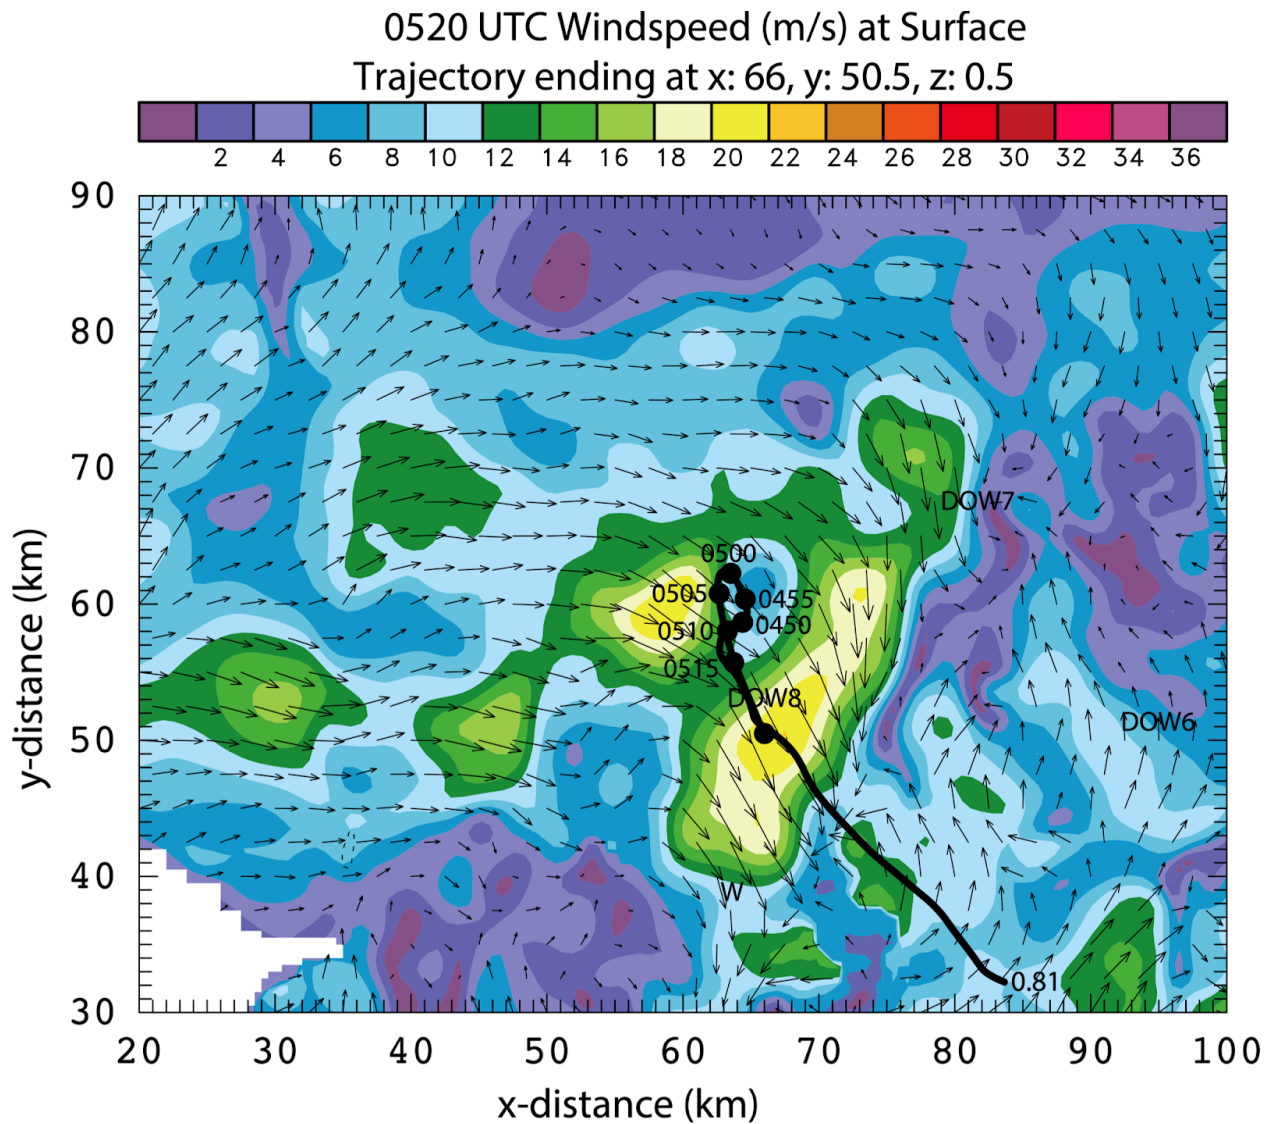 0520 UTC Windspeed (m/s) at Surface
Trajectory ending at x: 66, y: 50.5, z: 0.5
2 4 6 8 10 12 14 16 18 20 22 24 26 28 30 32 34 36
90
80
70
60
50
40
30
y-distance (km)
DOW7
0500
0505
0455
0510
0450
0515
DOW8
DOW6
W
0.81
20 30 40 50 60 70 80 90 100
x-distance (km)